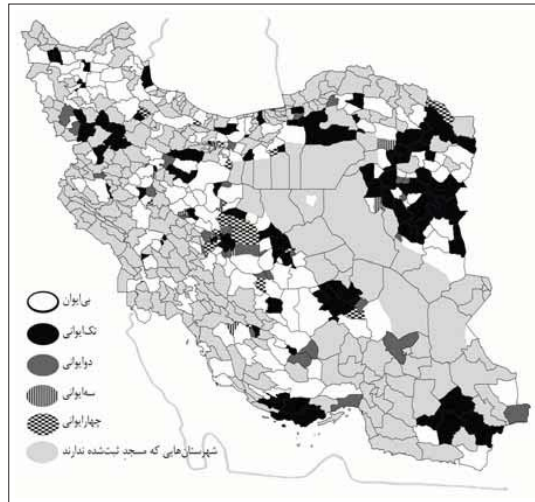 بی‌ایوان
تک‌ایوانی
دوایوانی
سه‌ایوانی
چهارایوانی
شهرستان‌هایی که مسجدِ ثبت‌شده ندارند